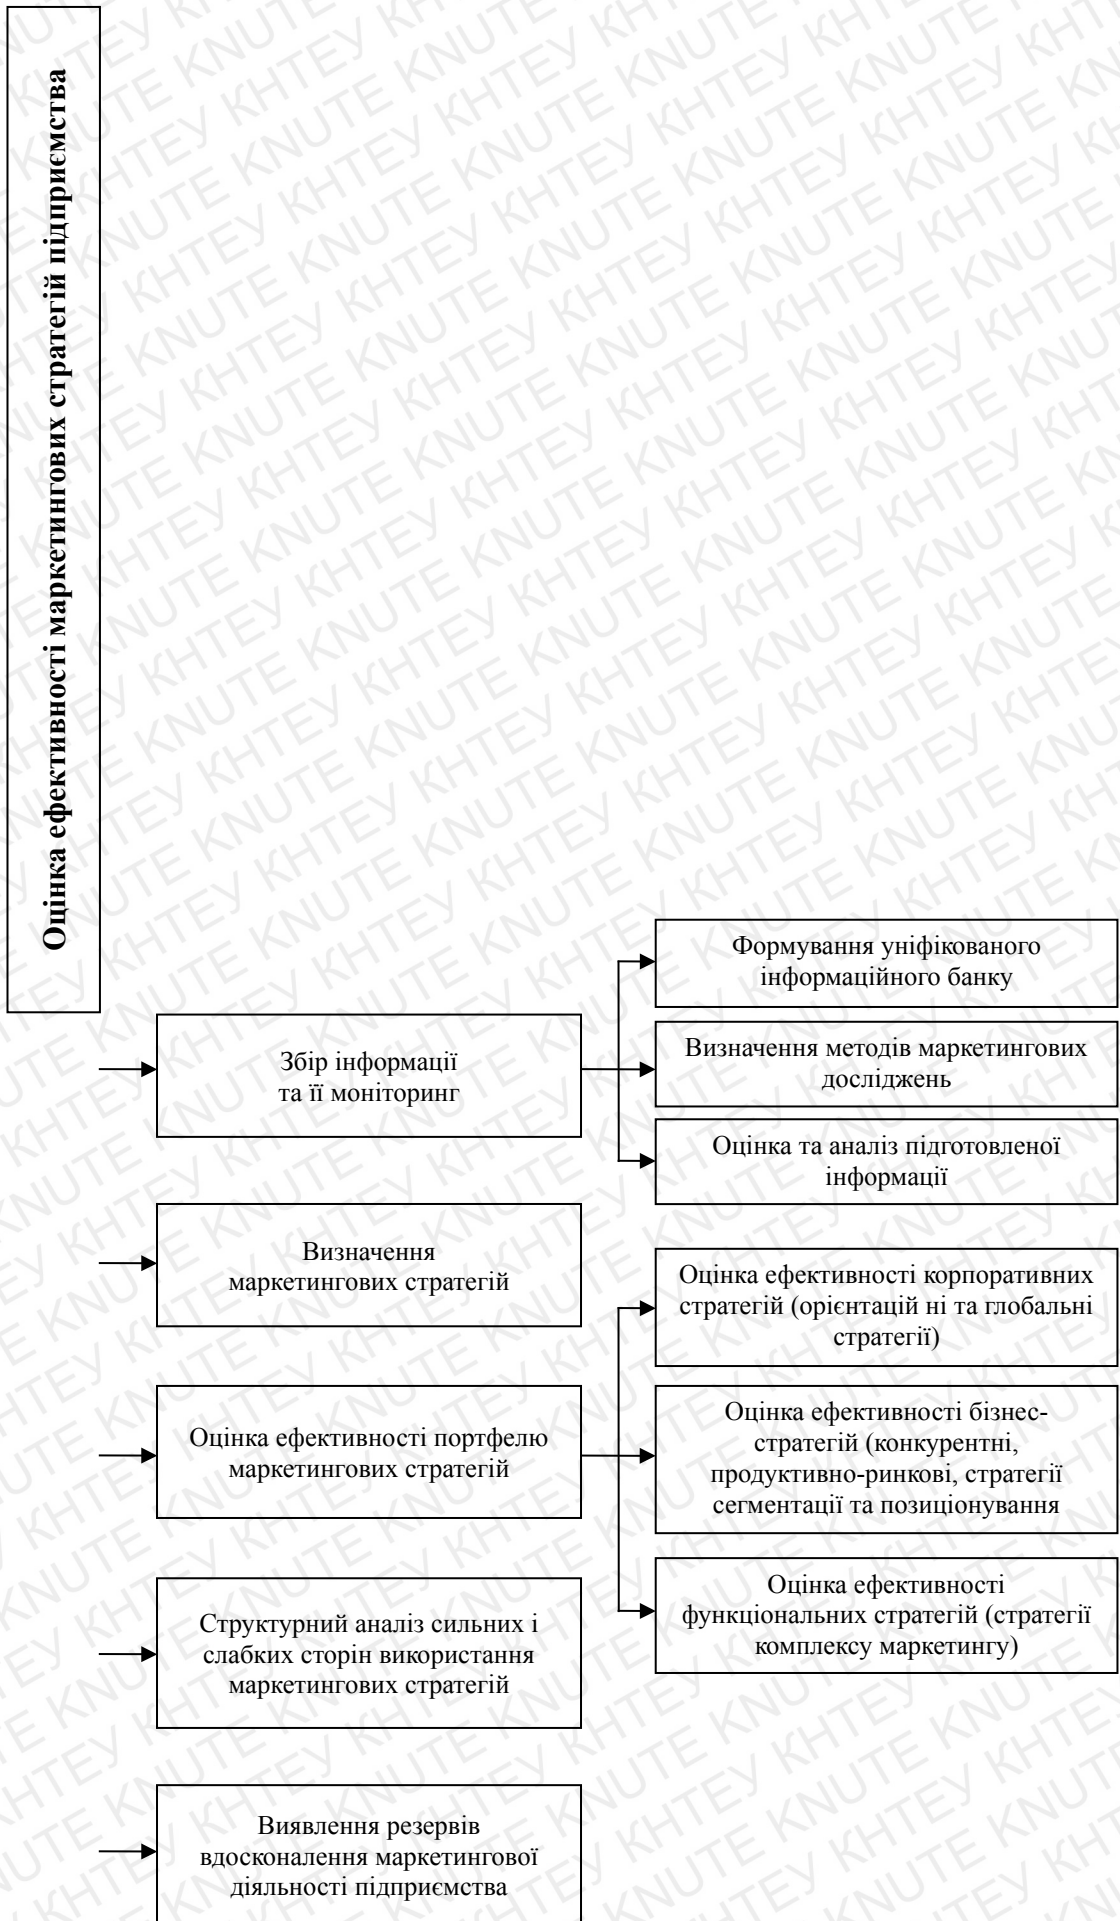 Оцінка ефективності маркетингових стратегій підприємства
Збір інформації
та її моніторинг
Формування уніфікованого
інформаційного банку
Визначення методів маркетингових
досліджень
Оцінка та аналіз підготовленої
інформації
Визначення
маркетингових стратегій
Оцінка ефективності портфелю
маркетингових стратегій
Оцінка ефективності корпоративних
стратегій (орієнтацій ні та глобальні
стратегії)
Оцінка ефективності бізнес-
стратегій (конкурентні,
продуктивно-ринкові, стратегії
сегментації та позиціонування
Оцінка ефективності
функціональних стратегій (стратегії
комплексу маркетингу)
Структурний аналіз сильних і
слабких сторін використання
маркетингових стратегій
Виявлення резервів
вдосконалення маркетингової
діяльності підприємства